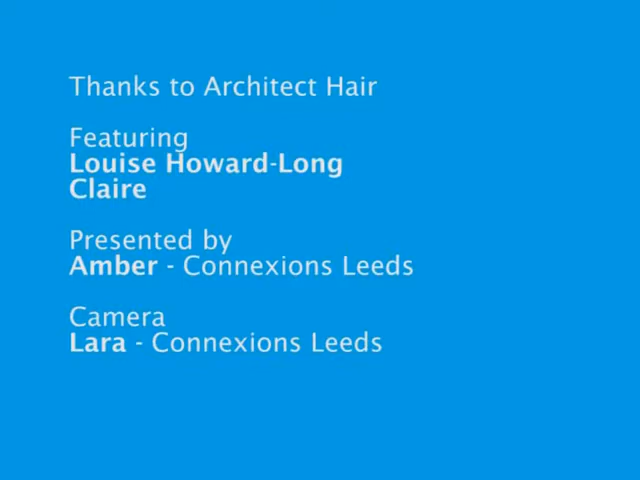 Thanks to Architect Hair
Featuring
Louise Howard-Long
Claire
Presented by
Amber - Connexions Leeds
Camera
Lara - Connexions Leeds